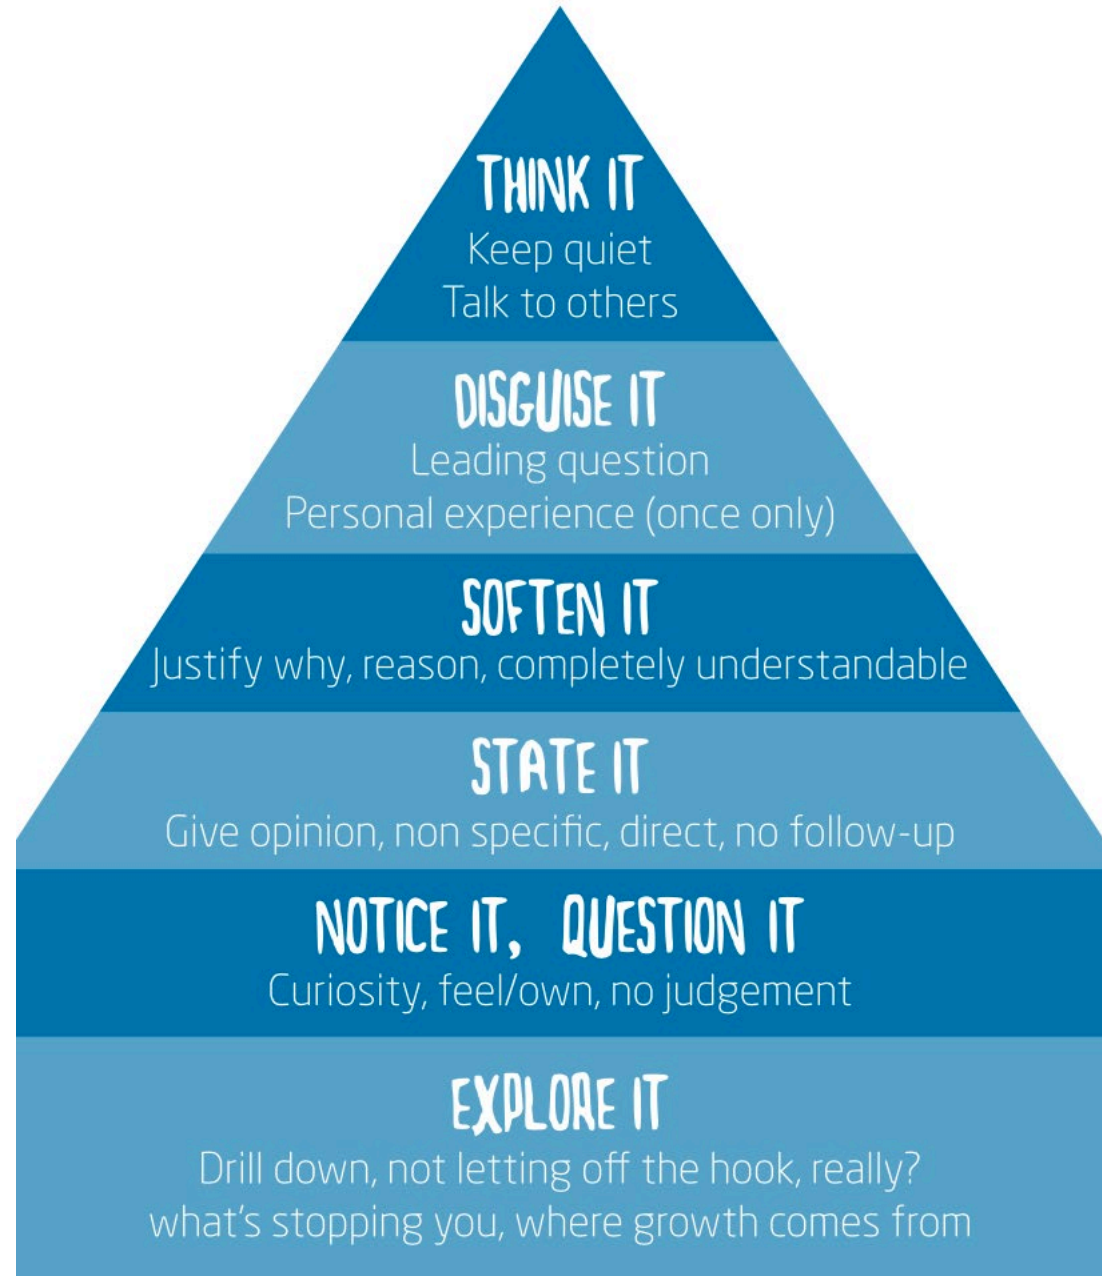 THINK IT
Keep quiet
Talk to others
DISGUISE IT
Leading question
Personal experience (once only)
SOFTEN IT
Justify why, reason, completely understandable
STATE IT
Give opinion, non specific, direct, no follow-up
NOTICE IT, QUESTION IT
Curiosity, feel/own, no judgement
EXPLORE IT
Drill down, not letting off the hook, really?
what's stopping you, where growth comes from